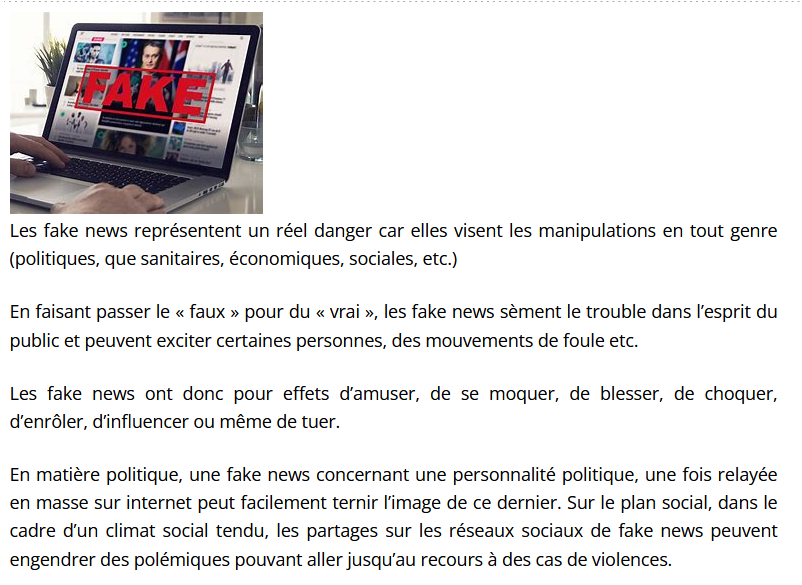 FAKE
Les fake news représentent un réel danger car elles visent les manipulations en tout genre
(politiques, que sanitaires, économiques, sociales, etc.)
En faisant passer le « faux » pour du « vrai », les fake news sèment le trouble dans l’esprit du
public et peuvent exciter certaines personnes, des mouvements de foule etc.
Les fake news ont donc pour effets d’amuser, de se moquer, de blesser, de choquer,
d’enrôler, d’influencer ou même de tuer.
En matière politique, une fake news concernant une personnalité politique, une fois relayée
en masse sur internet peut facilement ternir l’image de ce dernier. Sur le plan social, dans le
cadre d’un climat social tendu, les partages sur les réseaux sociaux de fake news peuvent
engendrer des polémiques pouvant aller jusqu’au recours à des cas de violences.